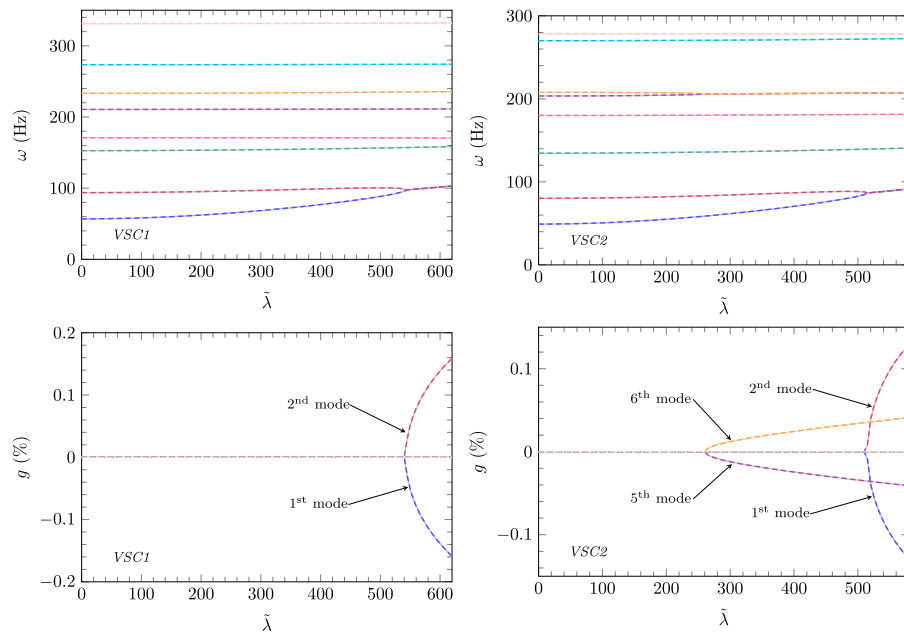 300
200
100
0
ω (Hz)
VSC1
0 100 200 300 400 500 600
λ̃
300
200
100
0
ω (Hz)
VSC2
0 100 200 300 400 500
λ̃
0.2
0.1
0
−0.1
−0.2
g (%)
2nd mode
1st mode
VSC1
0 100 200 300 400 500 600
λ̃
0.1
0
−0.1
g (%)
6th mode
2nd mode
5th mode
1st mode
VSC2
0 100 200 300 400 500
λ̃